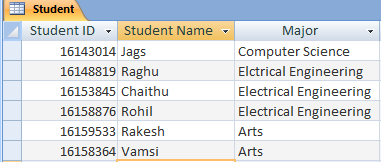 Student
Student ID Student Name Major
16143014 Jags Computer Science
16148819 Raghu Elctrical Engineering
16153845 Chaithu Electrical Engineering
16158876 Rohil Electrical Engineering
16159533 Rakesh Arts
16158364 Vamsi Arts